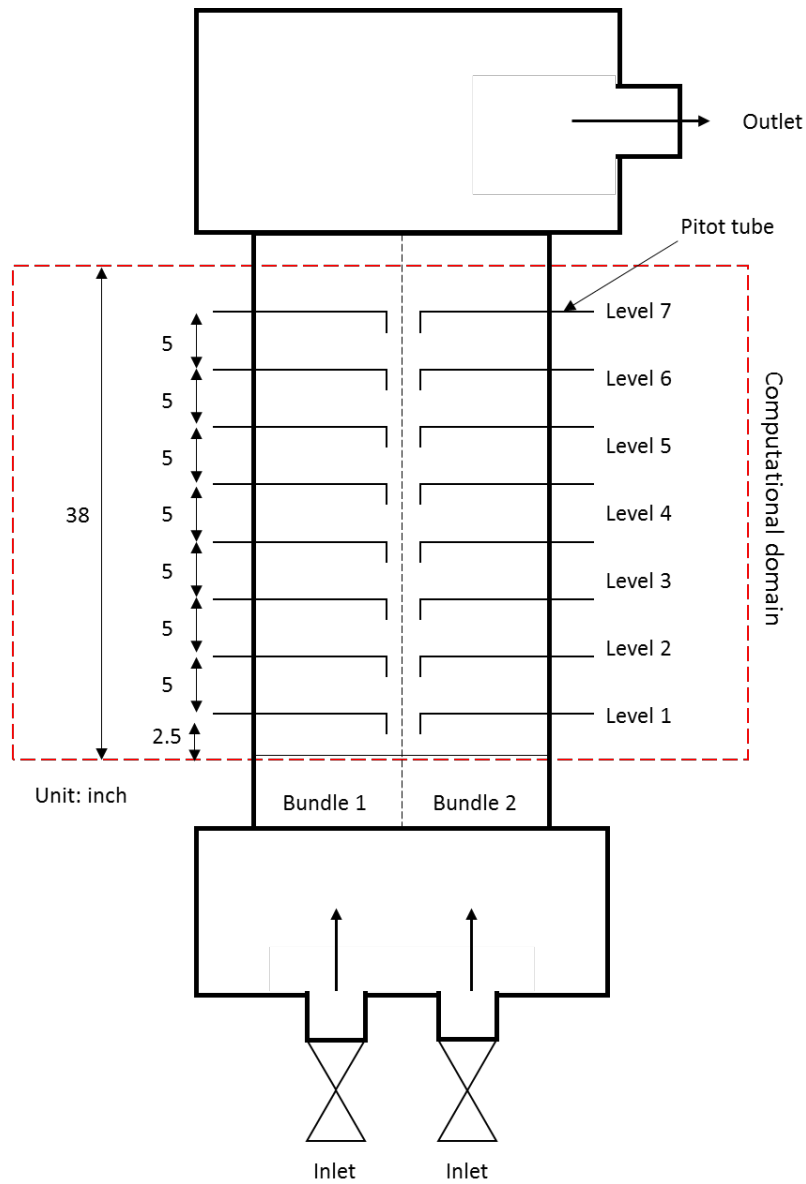 Outlet
Pitot tube
Level 7
5
Level 6
5
Level 5
5
Level 4
5
38
Level 3
5
Level 2
5
Level 1
5
2.5
Computational domain
Unit: inch
Bundle 1
Bundle 2
Inlet
Inlet